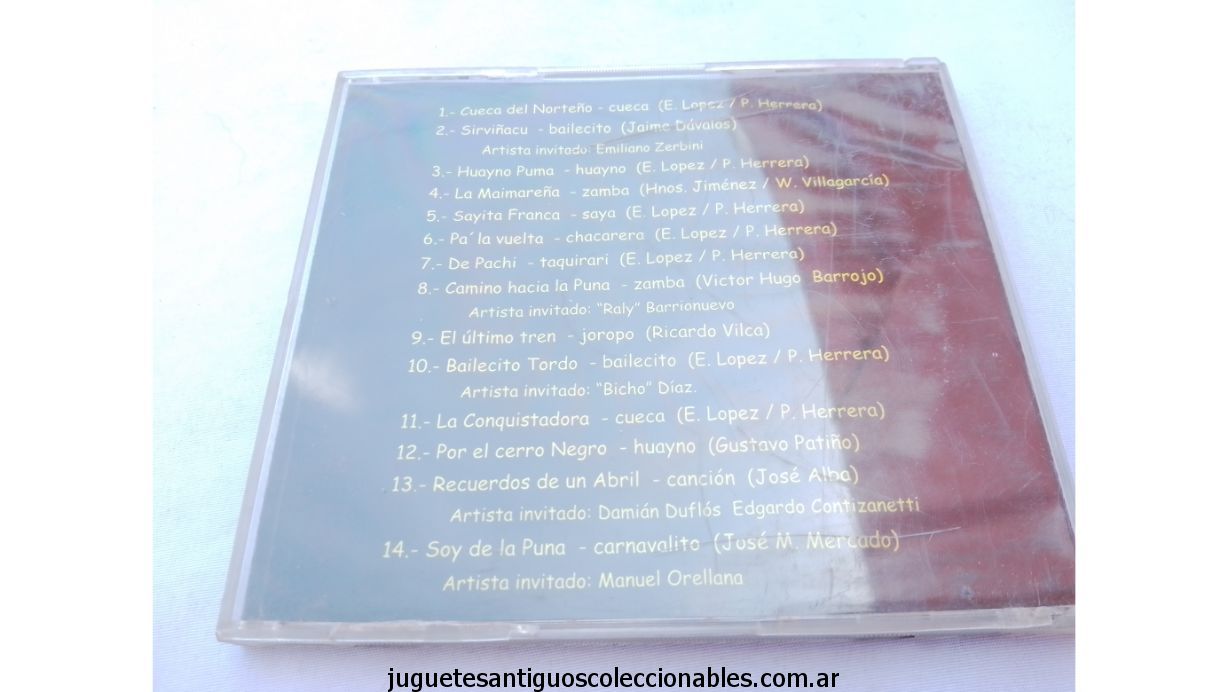 1.- Cueca del Norteño - cueca (E. Lopez / P. Herrera)
2.- Sirviñacu - bailecito (Jaime Dávalos)
Artista invitado: Emiliano Zerbini
3.- Huayno Puma - huayno (E. Lopez / P. Herrera)
4.- La Maimareña - zamba (Hnos. Jiménez / W. Villagarcía)
5.- Sayita Franca - saya (E. Lopez / P. Herrera)
6.- Pa´la vuelta - chacarera (E. Lopez / P. Herrera)
7.- De Pachi - taquirari (E. Lopez / P. Herrera)
8.- Camino hacia la Puna - zamba (Victor Hugo Barrojo)
Artista invitado: "Raly" Barrionuevo
9.- El último tren - joropo (Ricardo Vilca)
10.- Bailecito Tordo - bailecito (E. Lopez / P. Herrera)
Artista invitado: "Bicho" Díaz.
11.- La Conquistadora - cueca (E. Lopez / P. Herrera)
12.- Por el cerro Negro - huayno (Gustavo Patiño)
13.- Recuerdos de un Abril - canción (José Alba)
Artista invitado: Damián Duflós Edgardo Contizanetti
14.- Soy de la Puna - carnavalito (José M. Mercado)
Artista invitado: Manuel Orellana
juguetesantiguoscoleccionables.com.ar